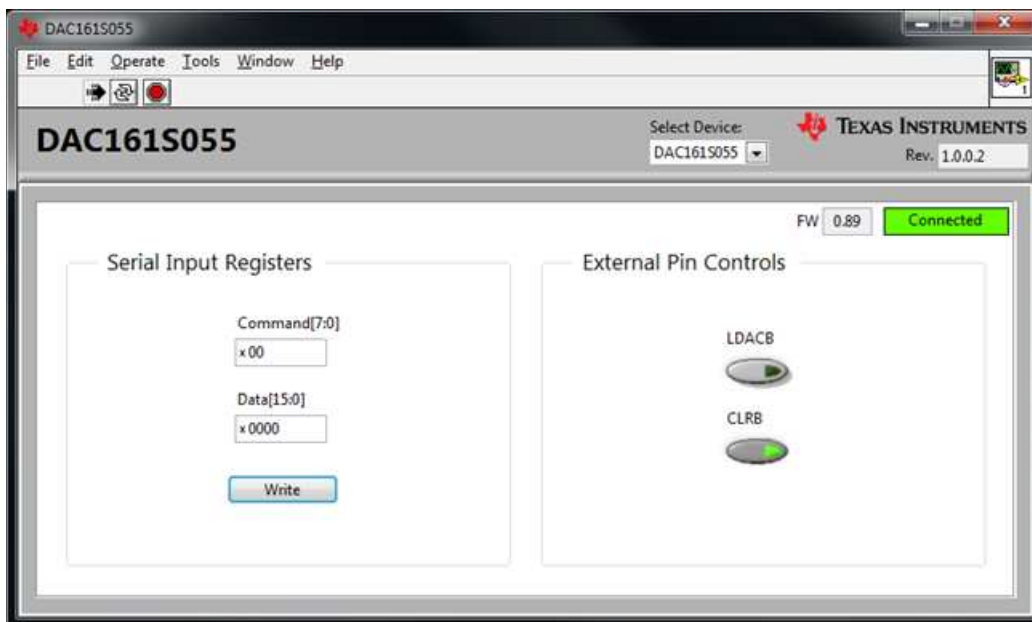 DAC161S055
File Edit Operate Tools Window Help
DAC161S055
Select Device:
DAC161S055
TEXAS INSTRUMENTS
Rev. 1.0.0.2
FW 0.89 Connected
Serial Input Registers
Command[7:0]
x 00
Data[15:0]
x 0000
Write
External Pin Controls
LDACB
CLRB
1